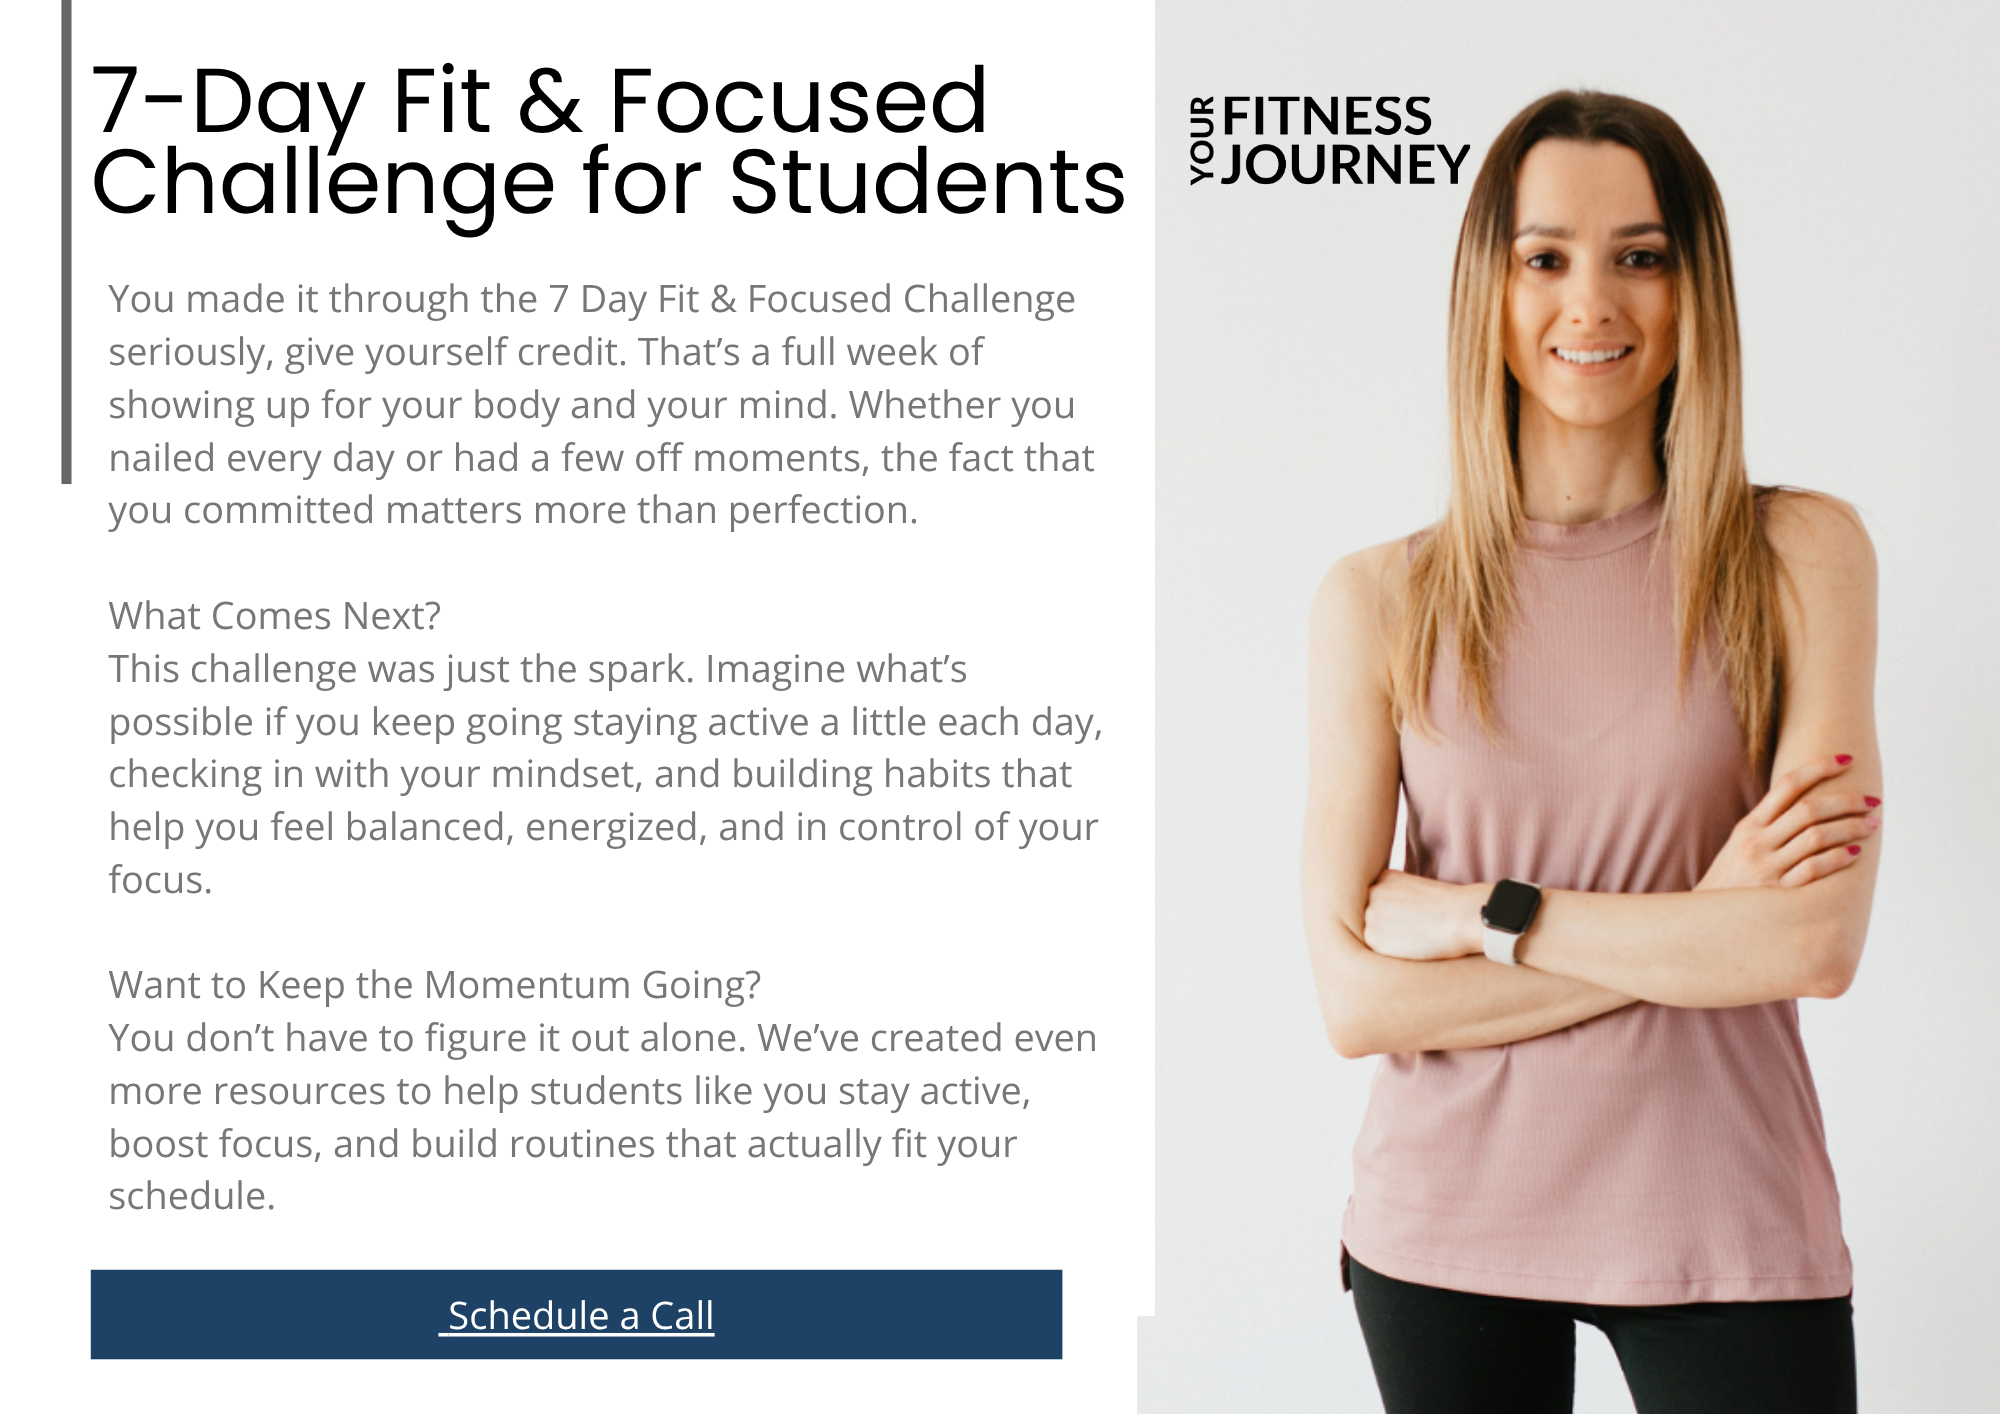 7-Day Fit & Focused
Challenge for Students
YOUR
FITNESS
JOURNEY
You made it through the 7 Day Fit & Focused Challenge
seriously, give yourself credit. That’s a full week of
showing up for your body and your mind. Whether you
nailed every day or had a few off moments, the fact that
you committed matters more than perfection.
What Comes Next?
This challenge was just the spark. Imagine what’s
possible if you keep going staying active a little each day,
checking in with your mindset, and building habits that
help you feel balanced, energized, and in control of your
focus.
Want to Keep the Momentum Going?
You don’t have to figure it out alone. We’ve created even
more resources to help students like you stay active,
boost focus, and build routines that actually fit your
schedule.
Schedule a Call